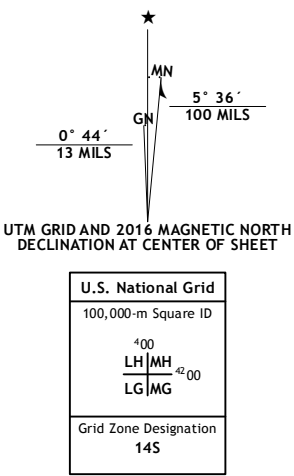 ★
MN
5° 36´
100 MILS
GN
0° 44´
13 MILS
UTM GRID AND 2016 MAGNETIC NORTH
DECLINATION AT CENTER OF SHEET
U.S. National Grid
100,000-m Square ID
400
LH MH
4200
LG MG
Grid Zone Designation
14S